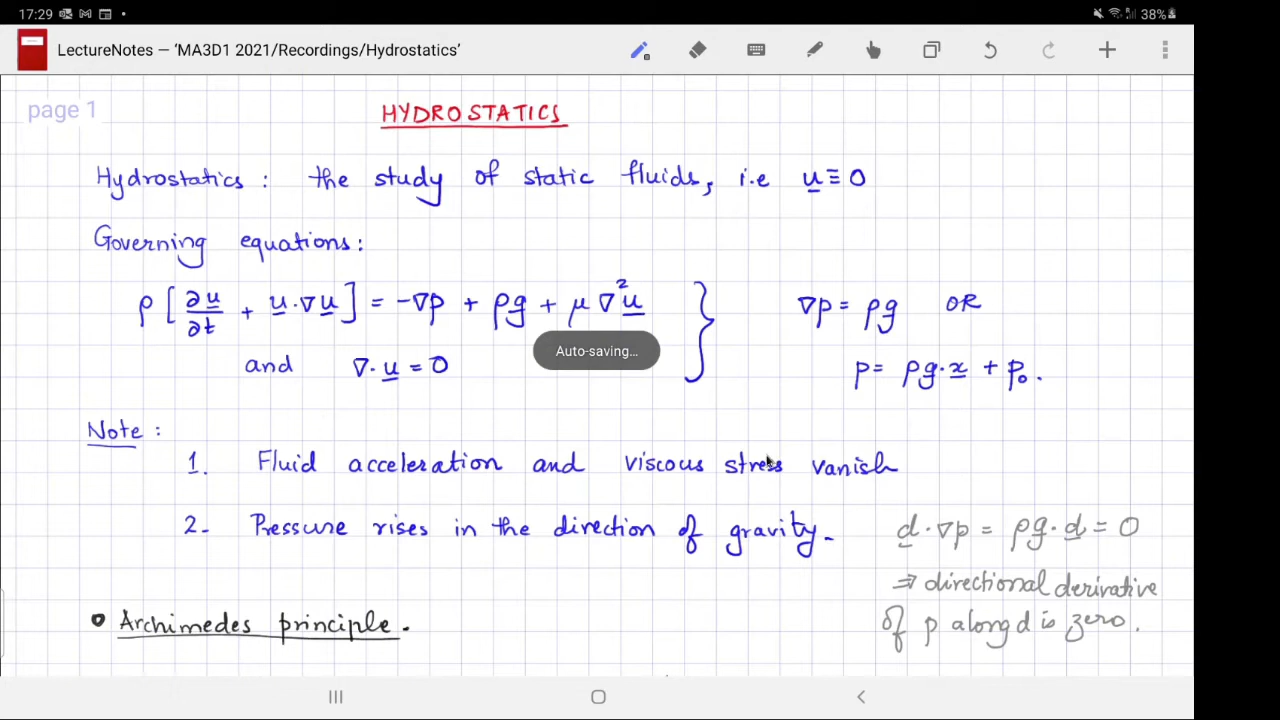 17:29 38%
LectureNotes — ‘MA3D1 2021/Recordings/Hydrostatics’
page 1
HYDROSTATICS
Hydrostatics : the study of static fluids, i.e u̲ ≡ 0
Governing equations:
ρ [ ∂u̲/∂t + u̲·∇u̲ ] = -∇p + ρg̲ + μ∇²u̲ } ∇p = ρg̲ OR
and ∇·u̲ = 0 p = ρg̲·x̲ + p₀.
Auto-saving...
Note :
1. Fluid acceleration and viscous stress vanish
2. Pressure rises in the direction of gravity.
d̲·∇p = ρg̲·d̲ = 0
⇒ directional derivative
of p along d is zero.
• Archimedes principle.